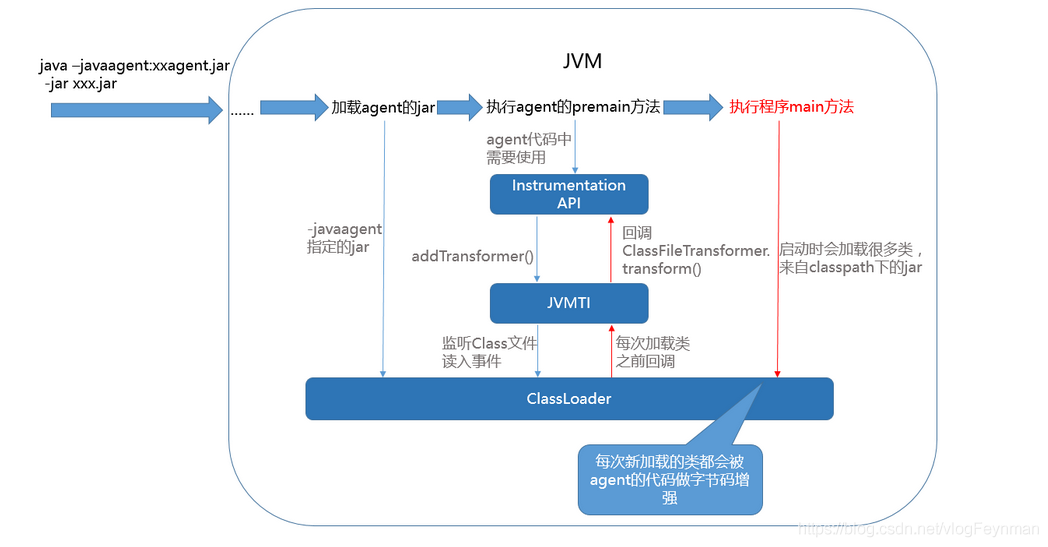 JVM
java –javaagent:xxagent.jar
-jar xxx.jar
......
加载agent的jar
执行agent的premain方法
执行程序main方法
agent代码中
需要使用
Instrumentation
API
-javaagent
指定的jar
addTransformer()
回调
ClassFileTransformer.
transform()
启动时会加载很多类，
来自classpath下的jar
JVMTI
监听Class文件
读入事件
每次加载类
之前回调
ClassLoader
每次新加载的类都会被
agent的代码做字节码增
强
https://blog.csdn.net/vlogFeynman